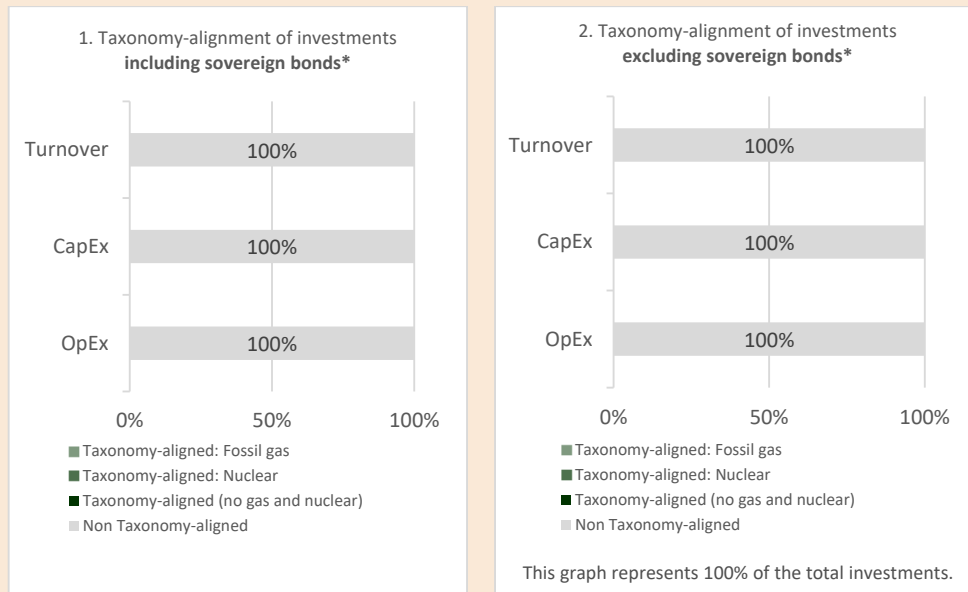 1. Taxonomy-alignment of investments
including sovereign bonds*
Turnover
100%
CapEx
100%
OpEx
100%
0%
50%
100%
Taxonomy-aligned: Fossil gas
Taxonomy-aligned: Nuclear
Taxonomy-aligned (no gas and nuclear)
Non Taxonomy-aligned
2. Taxonomy-alignment of investments
excluding sovereign bonds*
Turnover
100%
CapEx
100%
OpEx
100%
0%
50%
100%
Taxonomy-aligned: Fossil gas
Taxonomy-aligned: Nuclear
Taxonomy-aligned (no gas and nuclear)
Non Taxonomy-aligned
This graph represents 100% of the total investments.